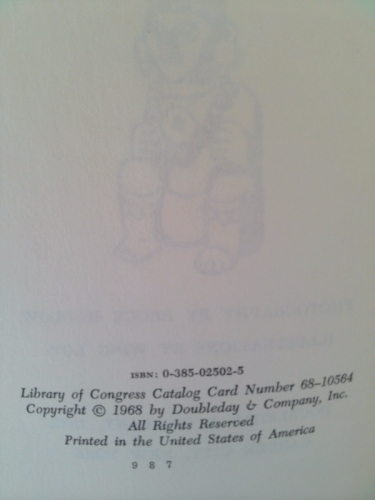 ISBN: 0-385-02502-5
Library of Congress Catalog Card Number 68-10564
Copyright © 1968 by Doubleday & Company, Inc.
All Rights Reserved
Printed in the United States of America
9 8 7